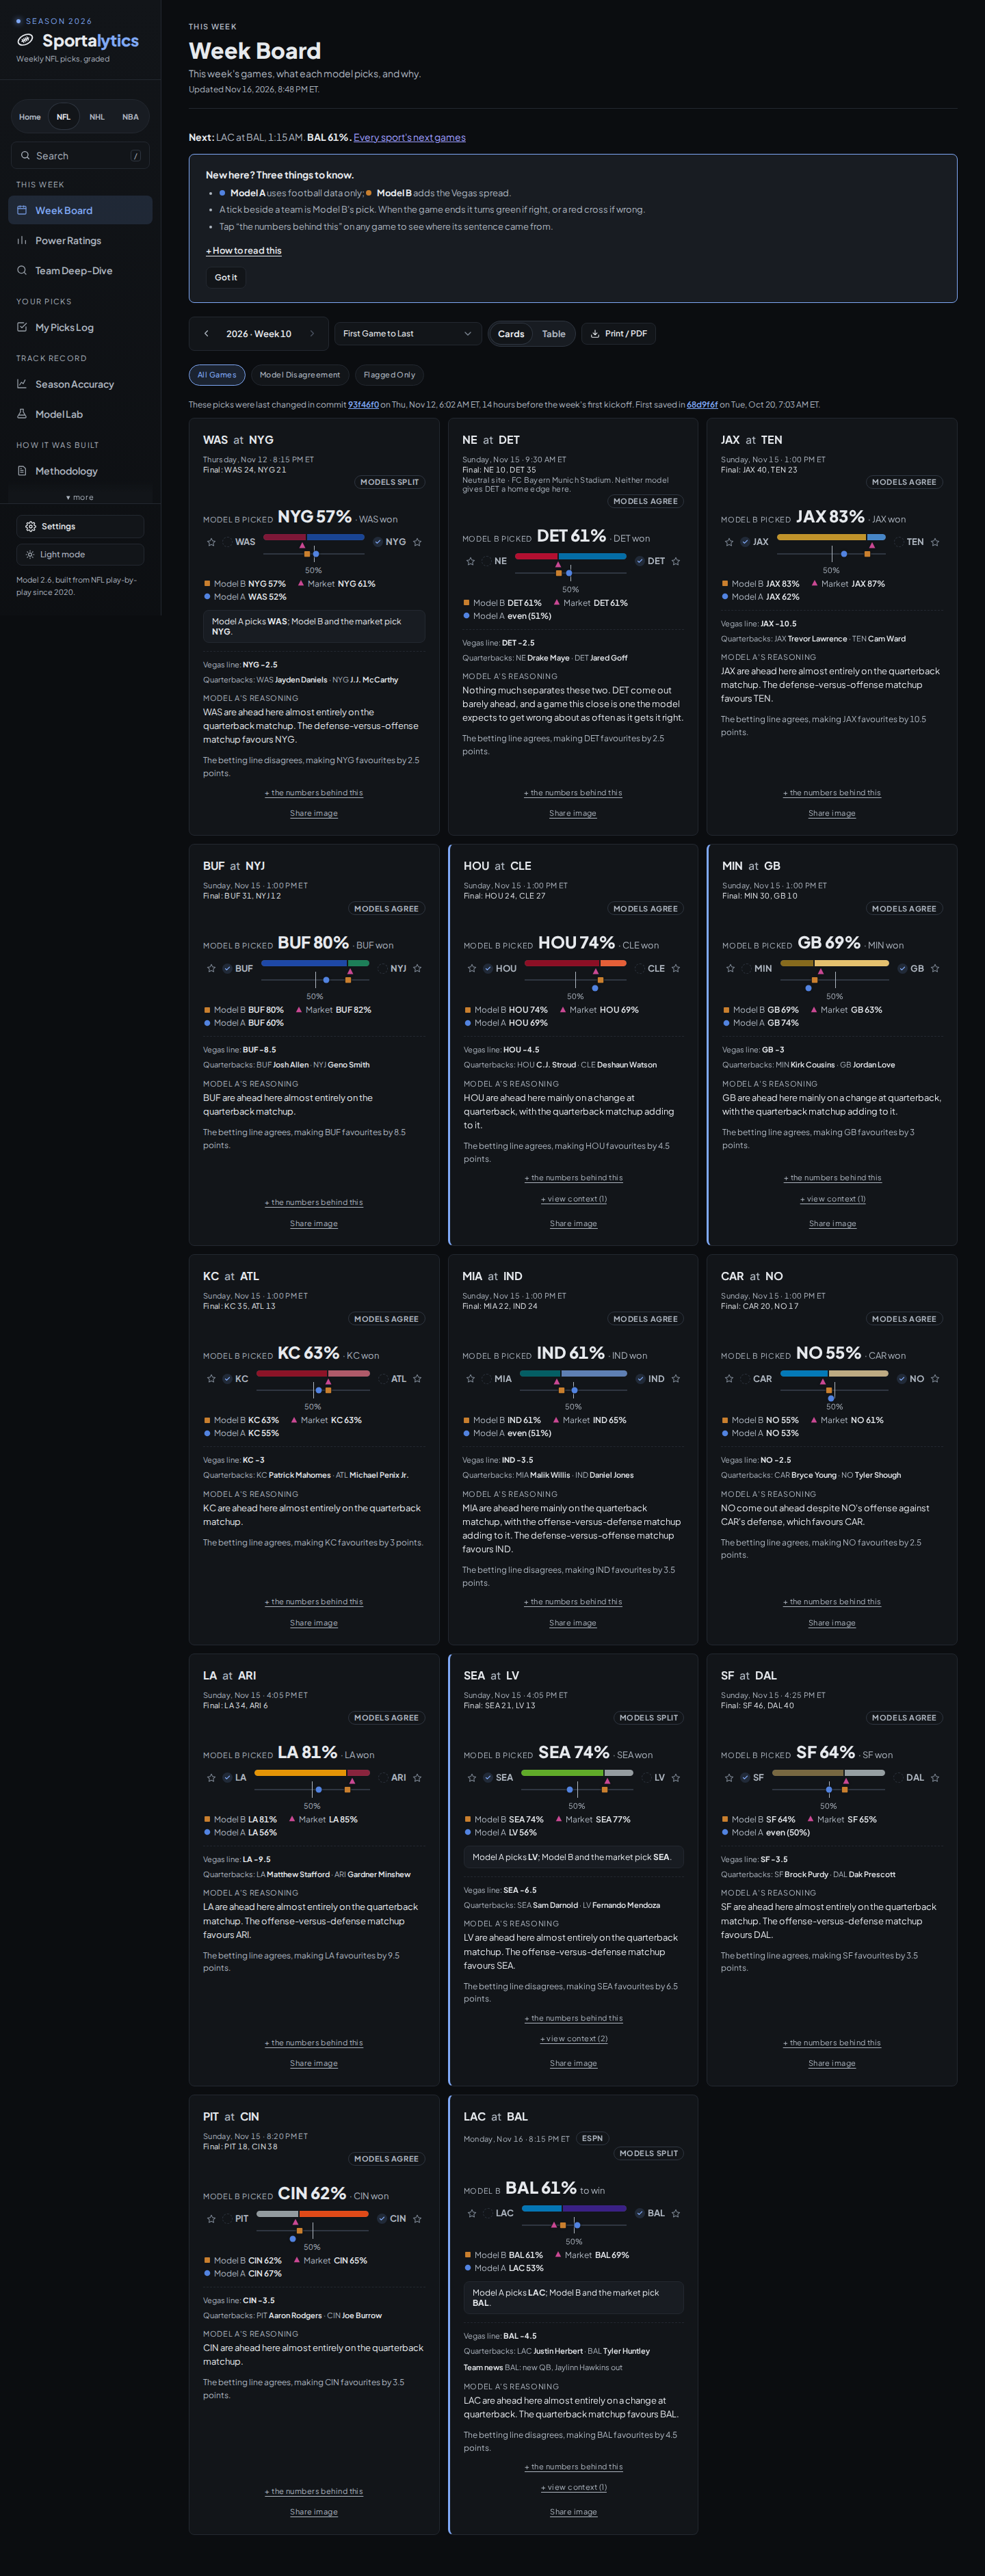 SEASON 2026
Sportalytics
Weekly NFL picks, graded
Home NFL NHL NBA
Search /
THIS WEEK
Week Board
Power Ratings
Team Deep-Dive
YOUR PICKS
My Picks Log
TRACK RECORD
Season Accuracy
Model Lab
HOW IT WAS BUILT
Methodology
▾ more
Settings
Light mode
Model 2.6, built from NFL play-by-
play since 2020.
THIS WEEK
Week Board
This week's games, what each model picks, and why.
Updated Nov 16, 2026, 8:48 PM ET.
Next: LAC at BAL, 1:15 AM. BAL 61%. Every sport's next games
New here? Three things to know.
• Model A uses football data only; Model B adds the Vegas spread.
• A tick beside a team is Model B's pick. When the game ends it turns green if right, or a red cross if wrong.
• Tap "the numbers behind this" on any game to see where its sentence came from.
+ How to read this
Got it
2026 · Week 10
First Game to Last
Cards Table
Print / PDF
All Games Model Disagreement Flagged Only
These picks were last changed in commit 93f46f0 on Thu, Nov 12, 6:02 AM ET, 14 hours before the week's first kickoff. First saved in 68d9f6f on Tue, Oct 20, 7:03 AM ET.
WAS at NYG
Thursday, Nov 12 · 8:15 PM ET
Final: WAS 24, NYG 21
MODELS SPLIT
MODEL B PICKED NYG 57% · WAS won
WAS NYG
50%
Model B NYG 57% Market NYG 61%
Model A WAS 52%
Model A picks WAS; Model B and the market pick
NYG.
Vegas line: NYG -2.5
Quarterbacks: WAS Jayden Daniels · NYG J.J. McCarthy
MODEL A'S REASONING
WAS are ahead here almost entirely on the
quarterback matchup. The defense-versus-offense
matchup favours NYG.
The betting line disagrees, making NYG favourites by 2.5
points.
+ the numbers behind this
Share image
NE at DET
Sunday, Nov 15 · 9:30 AM ET
Final: NE 10, DET 35
Neutral site · FC Bayern Munich Stadium. Neither model
gives DET a home edge here.
MODELS AGREE
MODEL B PICKED DET 61% · DET won
NE DET
50%
Model B DET 61% Market DET 61%
Model A even (51%)
Vegas line: DET -2.5
Quarterbacks: NE Drake Maye · DET Jared Goff
MODEL A'S REASONING
Nothing much separates these two. DET come out
barely ahead, and a game this close is one the model
expects to get wrong about as often as it gets it right.
The betting line agrees, making DET favourites by 2.5
points.
+ the numbers behind this
Share image
JAX at TEN
Sunday, Nov 15 · 1:00 PM ET
Final: JAX 40, TEN 23
MODELS AGREE
MODEL B PICKED JAX 83% · JAX won
JAX TEN
50%
Model B JAX 83% Market JAX 87%
Model A JAX 62%
Vegas line: JAX -10.5
Quarterbacks: JAX Trevor Lawrence · TEN Cam Ward
MODEL A'S REASONING
JAX are ahead here almost entirely on the quarterback
matchup. The defense-versus-offense matchup
favours TEN.
The betting line agrees, making JAX favourites by 10.5
points.
+ the numbers behind this
Share image
BUF at NYJ
Sunday, Nov 15 · 1:00 PM ET
Final: BUF 31, NYJ 12
MODELS AGREE
MODEL B PICKED BUF 80% · BUF won
BUF NYJ
50%
Model B BUF 80% Market BUF 82%
Model A BUF 60%
Vegas line: BUF -8.5
Quarterbacks: BUF Josh Allen · NYJ Geno Smith
MODEL A'S REASONING
BUF are ahead here almost entirely on the
quarterback matchup.
The betting line agrees, making BUF favourites by 8.5
points.
+ the numbers behind this
Share image
HOU at CLE
Sunday, Nov 15 · 1:00 PM ET
Final: HOU 24, CLE 27
MODELS AGREE
MODEL B PICKED HOU 74% · CLE won
HOU CLE
50%
Model B HOU 74% Market HOU 69%
Model A HOU 69%
Vegas line: HOU -4.5
Quarterbacks: HOU C.J. Stroud · CLE Deshaun Watson
MODEL A'S REASONING
HOU are ahead here mainly on a change at
quarterback, with the quarterback matchup adding
to it.
The betting line agrees, making HOU favourites by 4.5
points.
+ the numbers behind this
+ view context (1)
Share image
MIN at GB
Sunday, Nov 15 · 1:00 PM ET
Final: MIN 30, GB 10
MODELS AGREE
MODEL B PICKED GB 69% · MIN won
MIN GB
50%
Model B GB 69% Market GB 63%
Model A GB 74%
Vegas line: GB -3
Quarterbacks: MIN Kirk Cousins · GB Jordan Love
MODEL A'S REASONING
GB are ahead here mainly on a change at quarterback,
with the quarterback matchup adding to it.
The betting line agrees, making GB favourites by 3
points.
+ the numbers behind this
+ view context (1)
Share image
KC at ATL
Sunday, Nov 15 · 1:00 PM ET
Final: KC 35, ATL 13
MODELS AGREE
MODEL B PICKED KC 63% · KC won
KC ATL
50%
Model B KC 63% Market KC 63%
Model A KC 55%
Vegas line: KC -3
Quarterbacks: KC Patrick Mahomes · ATL Michael Penix Jr.
MODEL A'S REASONING
KC are ahead here almost entirely on the quarterback
matchup.
The betting line agrees, making KC favourites by 3 points.
+ the numbers behind this
Share image
MIA at IND
Sunday, Nov 15 · 1:00 PM ET
Final: MIA 22, IND 24
MODELS AGREE
MODEL B PICKED IND 61% · IND won
MIA IND
50%
Model B IND 61% Market IND 65%
Model A even (51%)
Vegas line: IND -3.5
Quarterbacks: MIA Malik Willis · IND Daniel Jones
MODEL A'S REASONING
MIA are ahead here mainly on the quarterback
matchup, with the offense-versus-defense matchup
adding to it. The defense-versus-offense matchup
favours IND.
The betting line disagrees, making IND favourites by 3.5
points.
+ the numbers behind this
Share image
CAR at NO
Sunday, Nov 15 · 1:00 PM ET
Final: CAR 20, NO 17
MODELS AGREE
MODEL B PICKED NO 55% · CAR won
CAR NO
50%
Model B NO 55% Market NO 61%
Model A NO 53%
Vegas line: NO -2.5
Quarterbacks: CAR Bryce Young · NO Tyler Shough
MODEL A'S REASONING
NO come out ahead despite NO's offense against
CAR's defense, which favours CAR.
The betting line agrees, making NO favourites by 2.5
points.
+ the numbers behind this
Share image
LA at ARI
Sunday, Nov 15 · 4:05 PM ET
Final: LA 34, ARI 6
MODELS AGREE
MODEL B PICKED LA 81% · LA won
LA ARI
50%
Model B LA 81% Market LA 85%
Model A LA 56%
Vegas line: LA -9.5
Quarterbacks: LA Matthew Stafford · ARI Gardner Minshew
MODEL A'S REASONING
LA are ahead here almost entirely on the quarterback
matchup. The offense-versus-defense matchup
favours ARI.
The betting line agrees, making LA favourites by 9.5
points.
+ the numbers behind this
Share image
SEA at LV
Sunday, Nov 15 · 4:05 PM ET
Final: SEA 21, LV 13
MODELS SPLIT
MODEL B PICKED SEA 74% · SEA won
SEA LV
50%
Model B SEA 74% Market SEA 77%
Model A LV 56%
Model A picks LV; Model B and the market pick SEA.
Vegas line: SEA -6.5
Quarterbacks: SEA Sam Darnold · LV Fernando Mendoza
MODEL A'S REASONING
LV are ahead here almost entirely on the quarterback
matchup. The offense-versus-defense matchup
favours SEA.
The betting line disagrees, making SEA favourites by 6.5
points.
+ the numbers behind this
+ view context (2)
Share image
SF at DAL
Sunday, Nov 15 · 4:25 PM ET
Final: SF 46, DAL 40
MODELS AGREE
MODEL B PICKED SF 64% · SF won
SF DAL
50%
Model B SF 64% Market SF 65%
Model A even (50%)
Vegas line: SF -3.5
Quarterbacks: SF Brock Purdy · DAL Dak Prescott
MODEL A'S REASONING
SF are ahead here almost entirely on the quarterback
matchup. The offense-versus-defense matchup
favours DAL.
The betting line agrees, making SF favourites by 3.5
points.
+ the numbers behind this
Share image
PIT at CIN
Sunday, Nov 15 · 8:20 PM ET
Final: PIT 18, CIN 38
MODELS AGREE
MODEL B PICKED CIN 62% · CIN won
PIT CIN
50%
Model B CIN 62% Market CIN 65%
Model A CIN 67%
Vegas line: CIN -3.5
Quarterbacks: PIT Aaron Rodgers · CIN Joe Burrow
MODEL A'S REASONING
CIN are ahead here almost entirely on the quarterback
matchup.
The betting line agrees, making CIN favourites by 3.5
points.
+ the numbers behind this
Share image
LAC at BAL
Monday, Nov 16 · 8:15 PM ET ESPN
MODELS SPLIT
MODEL B BAL 61% to win
LAC BAL
50%
Model B BAL 61% Market BAL 69%
Model A LAC 53%
Model A picks LAC; Model B and the market pick
BAL.
Vegas line: BAL -4.5
Quarterbacks: LAC Justin Herbert · BAL Tyler Huntley
Team news BAL: new QB, Jaylinn Hawkins out
MODEL A'S REASONING
LAC are ahead here almost entirely on a change at
quarterback. The quarterback matchup favours BAL.
The betting line disagrees, making BAL favourites by 4.5
points.
+ the numbers behind this
+ view context (1)
Share image